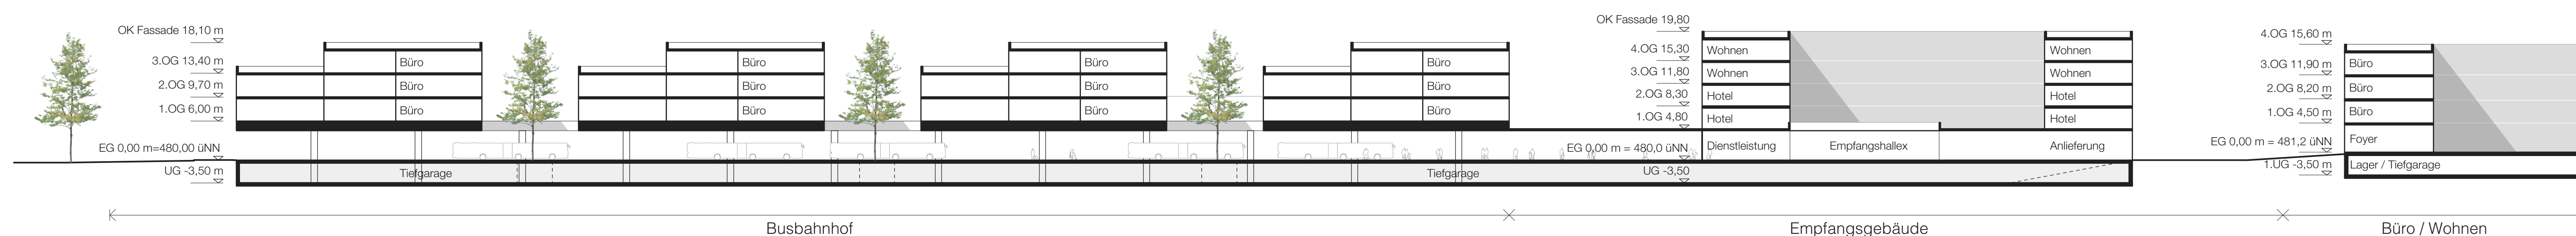 OK Fassade 18,10 m
3.OG 13,40 m
2.OG 9,70 m
1.OG 6,00 m
EG 0,00 m=480,00 üNN
UG -3,50 m
Büro
Büro
Büro
Büro
Büro
Büro
Büro
Büro
Büro
Büro
Büro
Büro
Tiefgarage
Tiefgarage
OK Fassade 19,80
4.OG 15,30
3.OG 11,80
2.OG 8,30
1.OG 4,80
EG 0,00 m = 480,0 üNN
UG -3,50
Wohnen
Wohnen
Hotel
Hotel
Dienstleistung
Empfangshallex
Wohnen
Wohnen
Hotel
Hotel
Anlieferung
4.OG 15,60 m
3.OG 11,90 m
2.OG 8,20 m
1.OG 4,50 m
EG 0,00 m = 481,2 üNN
1.UG -3,50 m
Büro
Büro
Büro
Foyer
Lager / Tiefgarage
Busbahnhof
Empfangsgebäude
Büro / Wohnen